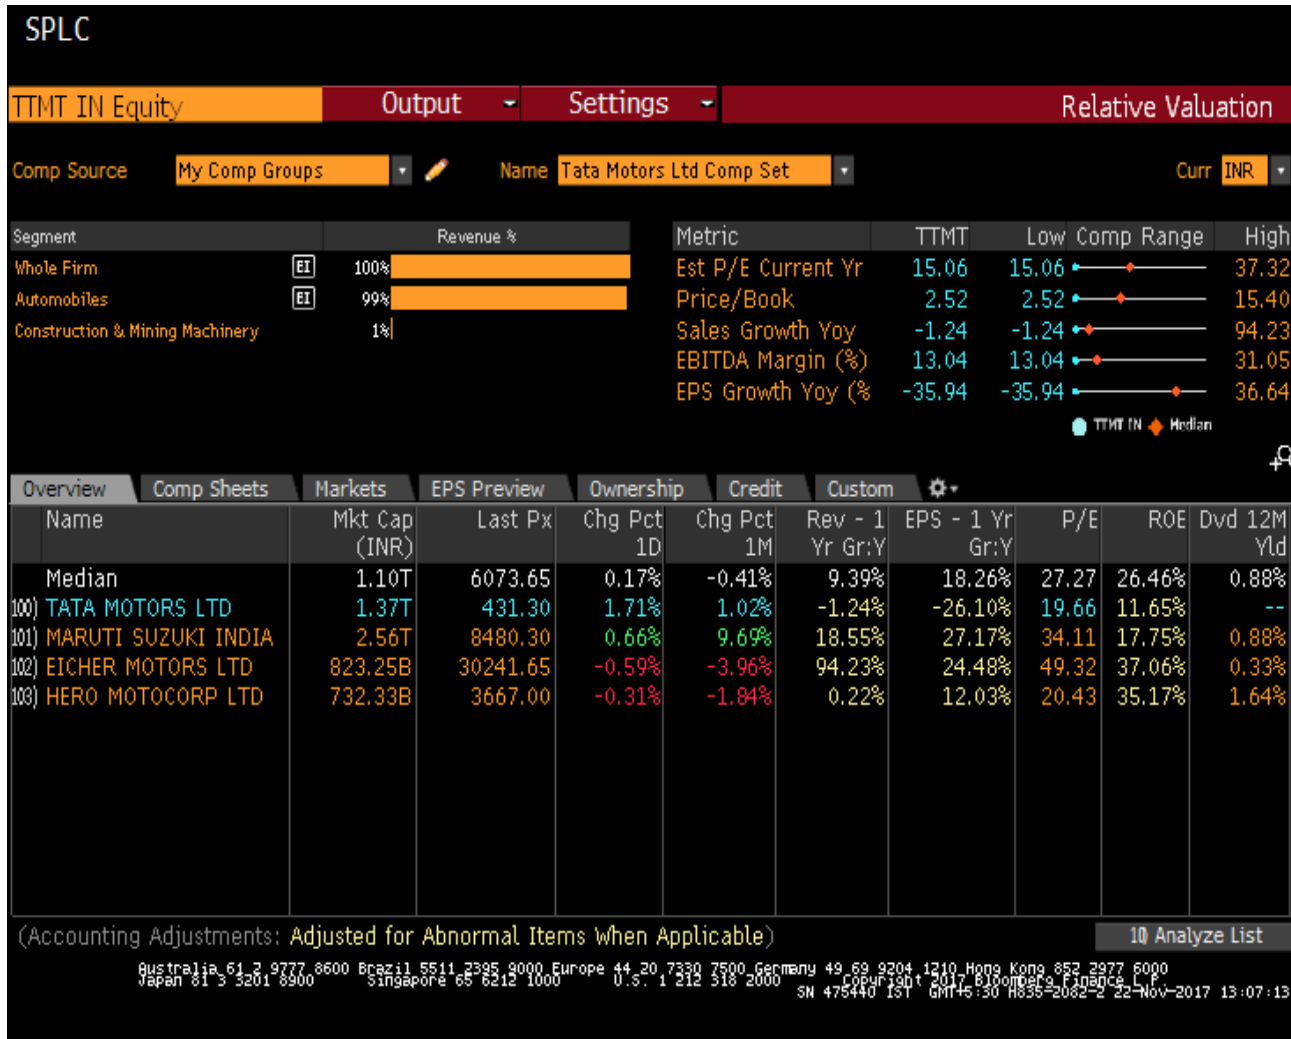 SPLC
TTMT IN Equity Output Settings Relative Valuation
Comp Source My Comp Groups Name Tata Motors Ltd Comp Set Curr INR
Segment Revenue %
Whole Firm EI 100%
Automobiles EI 99%
Construction & Mining Machinery 1%
Metric TTMT Low Comp Range High
Est P/E Current Yr 15.06 15.06 37.32
Price/Book 2.52 2.52 15.40
Sales Growth Yoy -1.24 -1.24 94.23
EBITDA Margin (%) 13.04 13.04 31.05
EPS Growth Yoy (% -35.94 -35.94 36.64
TTMT IN Median
Overview Comp Sheets Markets EPS Preview Ownership Credit Custom
Name Mkt Cap Last Px Chg Pct Chg Pct Rev - 1 EPS - 1 Yr P/E ROE Dvd 12M
(INR) 1D 1M Yr Gr:Y Gr:Y Yld
Median 1.10T 6073.65 0.17% -0.41% 9.39% 18.26% 27.27 26.46% 0.88%
100) TATA MOTORS LTD 1.37T 431.30 1.71% 1.02% -1.24% -26.10% 19.66 11.65% --
101) MARUTI SUZUKI INDIA 2.56T 8480.30 0.66% 9.69% 18.55% 27.17% 34.11 17.75% 0.88%
102) EICHER MOTORS LTD 823.25B 30241.65 -0.59% -3.96% 94.23% 24.48% 49.32 37.06% 0.33%
103) HERO MOTOCORP LTD 732.33B 3667.00 -0.31% -1.84% 0.22% 12.03% 20.43 35.17% 1.64%
(Accounting Adjustments: Adjusted for Abnormal Items When Applicable) 10) Analyze List
Australia 61 2 9777 8600 Brazil 5511 2395 9000 Europe 44 20 7330 7500 Germany 49 69 9204 1210 Hong Kong 852 2977 6000
Japan 81 3 3201 8900 Singapore 65 6212 1000 U.S. 1 212 318 2000 Copyright 2017 Bloomberg Finance L.P.
SN 475440 IST GMT+5:30 H835-2082-2 22-Nov-2017 13:07:13